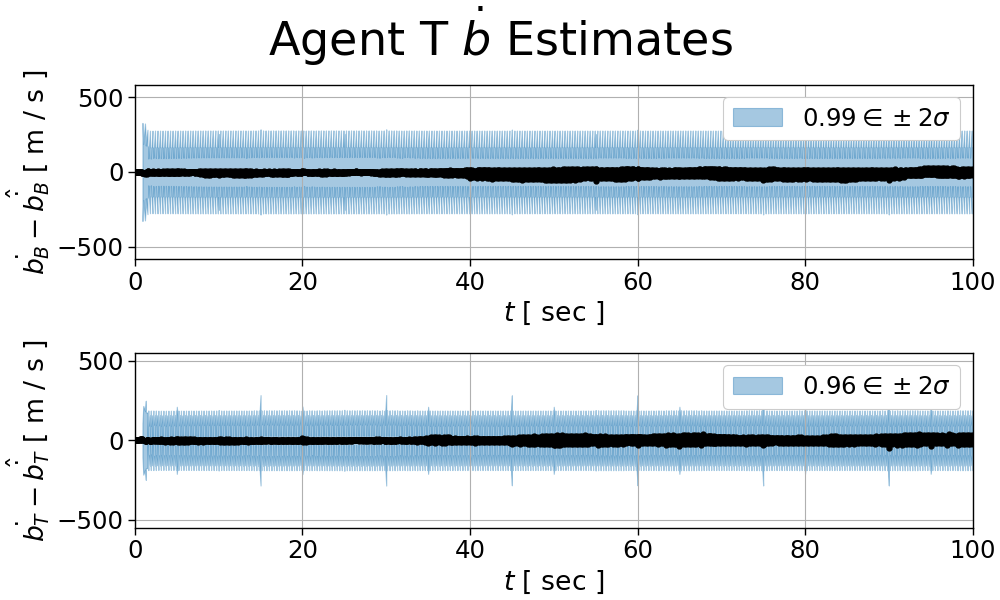 Agent T ḃ Estimates
ḃ_B − ḃ̂_B [ m / s ]
500
0
−500
0.99 ∈ ±2σ
0 20 40 60 80 100
t [ sec ]
ḃ_T − ḃ̂_T [ m / s ]
500
0
−500
0.96 ∈ ±2σ
0 20 40 60 80 100
t [ sec ]